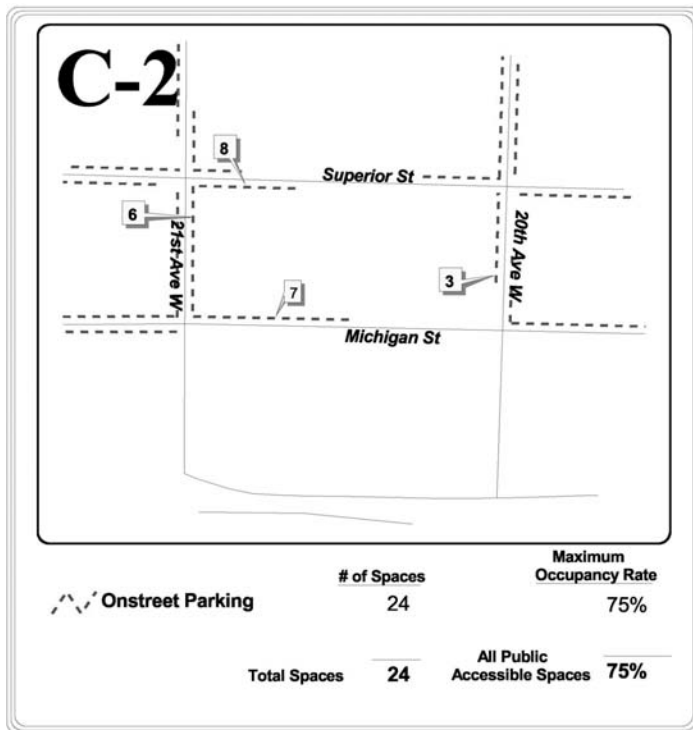 C-2
8
Superior St
6
21st Ave W
20th Ave W
3
7
Michigan St
# of Spaces
Maximum
Occupancy Rate
Onstreet Parking
24
75%
Total Spaces
24
All Public
Accessible Spaces
75%